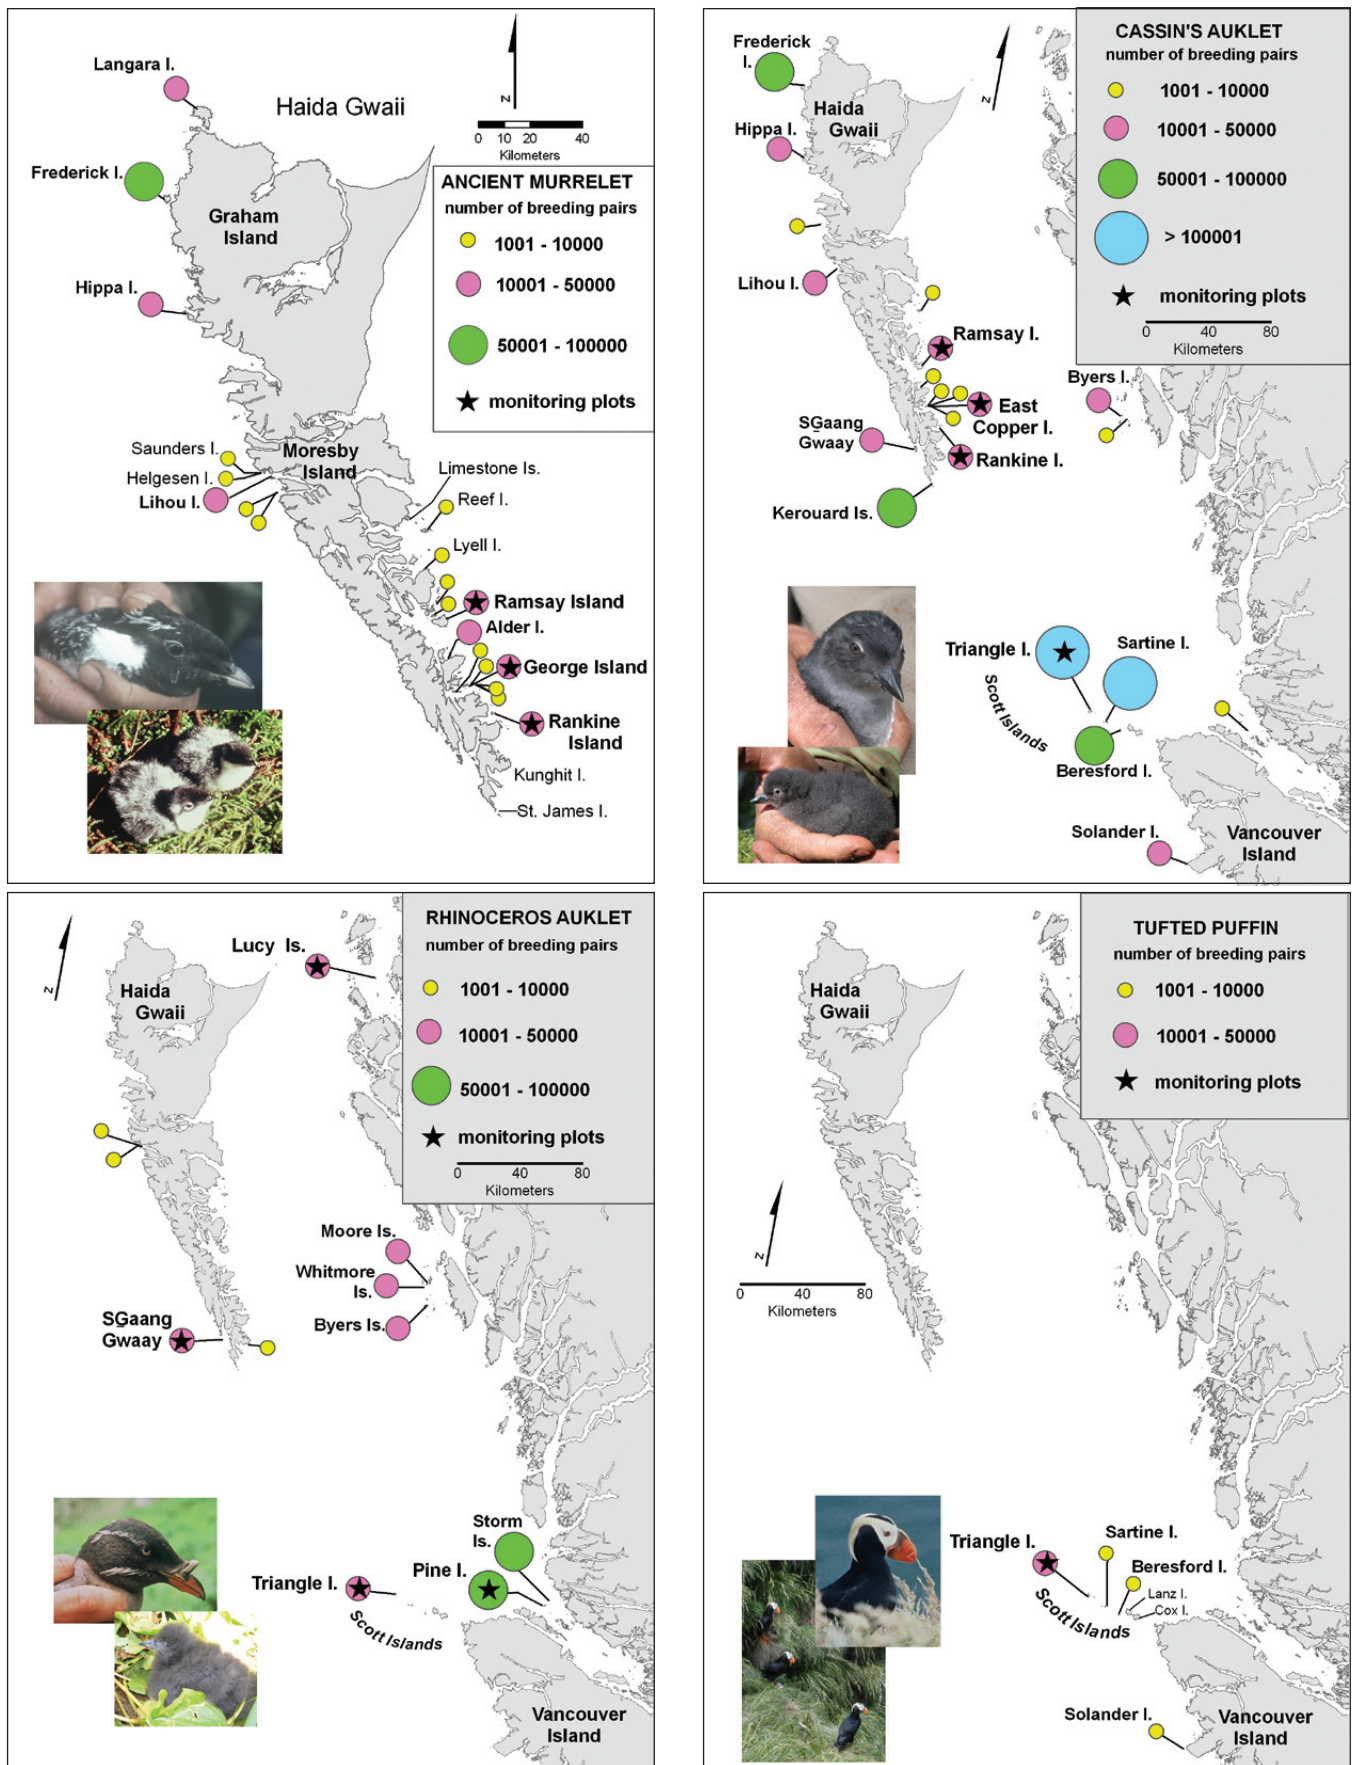 Langara I.
Haida Gwaii
N
0 10 20 40
Kilometers
Frederick I.
Graham
Island
ANCIENT MURRELET
number of breeding pairs
1001 - 10000
10001 - 50000
50001 - 100000
monitoring plots
Hippa I.
Saunders I.
Moresby
Island
Helgesen I.
Lihou I.
Limestone Is.
Reef I.
Lyell I.
Ramsay Island
Alder I.
George Island
Rankine
Island
Kunghit I.
St. James I.
Frederick
I.
N
CASSIN'S AUKLET
number of breeding pairs
1001 - 10000
10001 - 50000
50001 - 100000
> 100001
monitoring plots
0 40 80
Kilometers
Haida
Gwaii
Hippa I.
Lihou I.
Ramsay I.
Byers I.
East
Copper I.
SG̲aang
Gwaay
Rankine I.
Kerouard Is.
Triangle I.
Sartine I.
Scott Islands
Beresford I.
Solander I.
Vancouver
Island
N
Lucy Is.
RHINOCEROS AUKLET
number of breeding pairs
1001 - 10000
10001 - 50000
50001 - 100000
monitoring plots
0 40 80
Kilometers
Haida
Gwaii
Moore Is.
Whitmore
Is.
Byers Is.
SG̲aang
Gwaay
Storm
Is.
Pine I.
Triangle I.
Scott Islands
Vancouver
Island
TUFTED PUFFIN
number of breeding pairs
1001 - 10000
10001 - 50000
monitoring plots
Haida
Gwaii
N
0 40 80
Kilometers
Triangle I.
Sartine I.
Beresford I.
Lanz I.
Cox I.
Scott Islands
Solander I.
Vancouver
Island